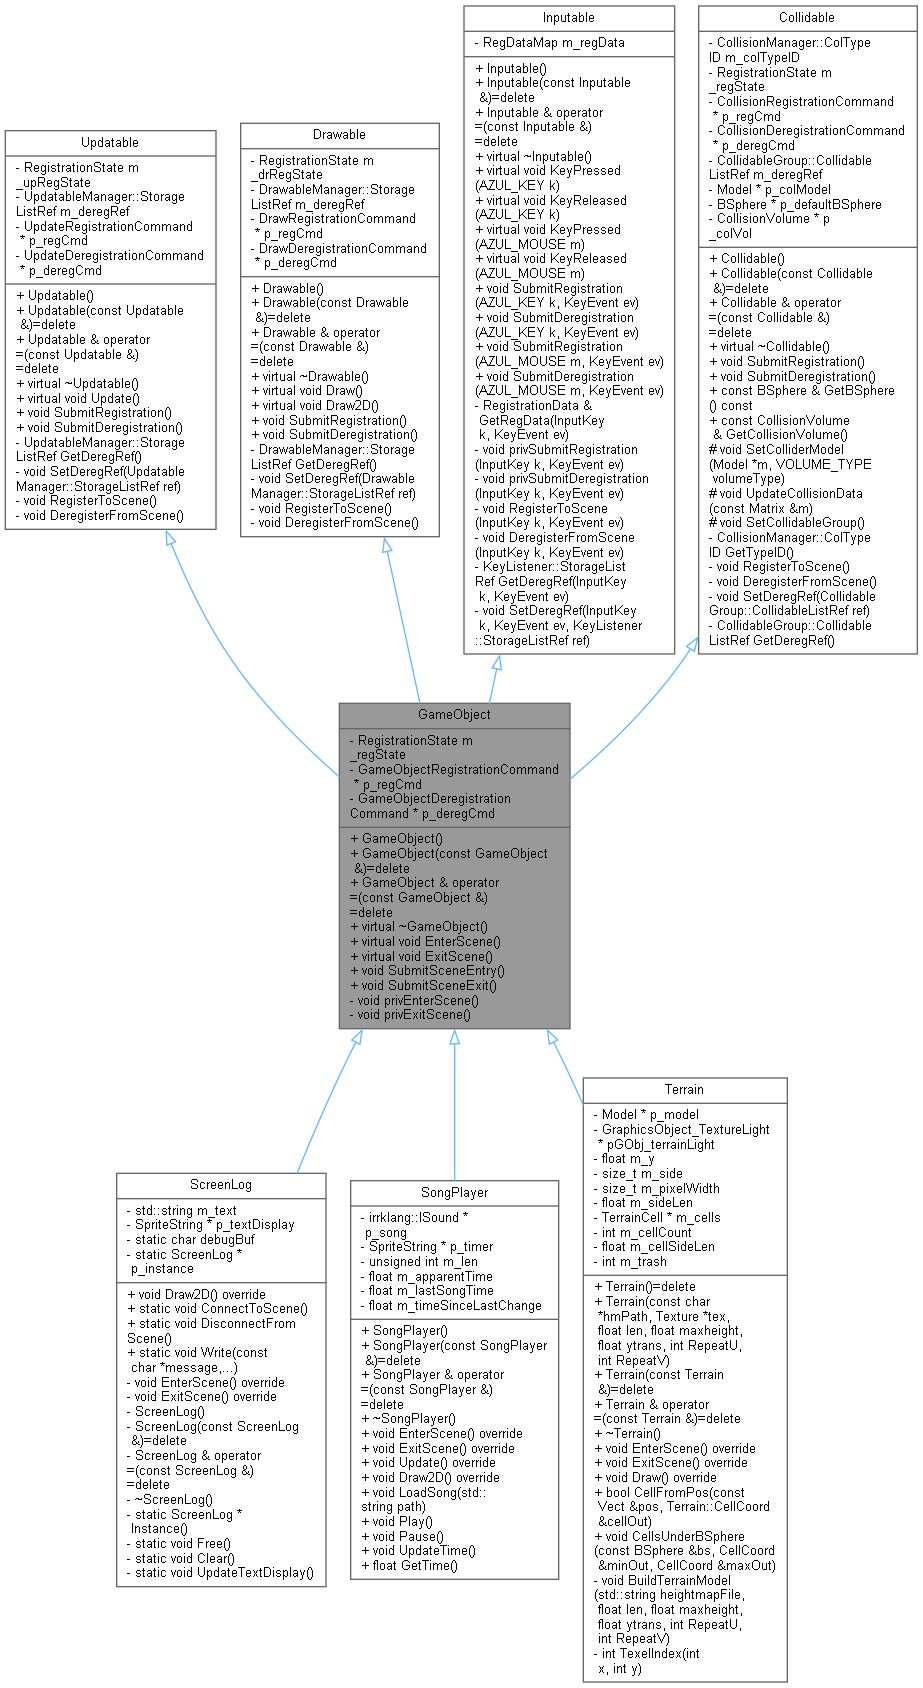 Updatable
- RegistrationState m
_upRegState
- UpdatableManager::Storage
ListRef m_deregRef
- UpdateRegistrationCommand
* p_regCmd
- UpdateDeregistrationCommand
* p_deregCmd
+ Updatable()
+ Updatable(const Updatable
&)=delete
+ Updatable & operator
=(const Updatable &)
=delete
+ virtual ~Updatable()
+ virtual void Update()
+ void SubmitRegistration()
+ void SubmitDeregistration()
- UpdatableManager::Storage
ListRef GetDeregRef()
- void SetDeregRef(Updatable
Manager::StorageListRef ref)
- void RegisterToScene()
- void DeregisterFromScene()
Drawable
- RegistrationState m
_drRegState
- DrawableManager::Storage
ListRef m_deregRef
- DrawRegistrationCommand
* p_regCmd
- DrawDeregistrationCommand
* p_deregCmd
+ Drawable()
+ Drawable(const Drawable
&)=delete
+ Drawable & operator
=(const Drawable &)
=delete
+ virtual ~Drawable()
+ virtual void Draw()
+ virtual void Draw2D()
+ void SubmitRegistration()
+ void SubmitDeregistration()
- DrawableManager::Storage
ListRef GetDeregRef()
- void SetDeregRef(Drawable
Manager::StorageListRef ref)
- void RegisterToScene()
- void DeregisterFromScene()
Inputable
- RegDataMap m_regData
+ Inputable()
+ Inputable(const Inputable
&)=delete
+ Inputable & operator
=(const Inputable &)
=delete
+ virtual ~Inputable()
+ virtual void KeyPressed
(AZUL_KEY k)
+ virtual void KeyReleased
(AZUL_KEY k)
+ virtual void KeyPressed
(AZUL_MOUSE m)
+ virtual void KeyReleased
(AZUL_MOUSE m)
+ void SubmitRegistration
(AZUL_KEY k, KeyEvent ev)
+ void SubmitDeregistration
(AZUL_KEY k, KeyEvent ev)
+ void SubmitRegistration
(AZUL_MOUSE m, KeyEvent ev)
+ void SubmitDeregistration
(AZUL_MOUSE m, KeyEvent ev)
- RegistrationData &
GetRegData(InputKey
k, KeyEvent ev)
- void privSubmitRegistration
(InputKey k, KeyEvent ev)
- void privSubmitDeregistration
(InputKey k, KeyEvent ev)
- void RegisterToScene
(InputKey k, KeyEvent ev)
- void DeregisterFromScene
(InputKey k, KeyEvent ev)
- KeyListener::StorageList
Ref GetDeregRef(InputKey
k, KeyEvent ev)
- void SetDeregRef(InputKey
k, KeyEvent ev, KeyListener
::StorageListRef ref)
Collidable
- CollisionManager::ColType
ID m_colTypeID
- RegistrationState m
_regState
- CollisionRegistrationCommand
* p_regCmd
- CollisionDeregistrationCommand
* p_deregCmd
- CollidableGroup::Collidable
ListRef m_deregRef
- Model * p_colModel
- BSphere * p_defaultBSphere
- CollisionVolume * p
_colVol
+ Collidable()
+ Collidable(const Collidable
&)=delete
+ Collidable & operator
=(const Collidable &)
=delete
+ virtual ~Collidable()
+ void SubmitRegistration()
+ void SubmitDeregistration()
+ const BSphere & GetBSphere
() const
+ const CollisionVolume
& GetCollisionVolume()
# void SetColliderModel
(Model *m, VOLUME_TYPE
volumeType)
# void UpdateCollisionData
(const Matrix &m)
# void SetCollidableGroup()
- CollisionManager::ColType
ID GetTypeID()
- void RegisterToScene()
- void DeregisterFromScene()
- void SetDeregRef(Collidable
Group::CollidableListRef ref)
- CollidableGroup::Collidable
ListRef GetDeregRef()
GameObject
- RegistrationState m
_regState
- GameObjectRegistrationCommand
* p_regCmd
- GameObjectDeregistration
Command * p_deregCmd
+ GameObject()
+ GameObject(const GameObject
&)=delete
+ GameObject & operator
=(const GameObject &)
=delete
+ virtual ~GameObject()
+ virtual void EnterScene()
+ virtual void ExitScene()
+ void SubmitSceneEntry()
+ void SubmitSceneExit()
- void privEnterScene()
- void privExitScene()
ScreenLog
- std::string m_text
- SpriteString * p_textDisplay
- static char debugBuf
- static ScreenLog *
p_instance
+ void Draw2D() override
+ static void ConnectToScene()
+ static void DisconnectFrom
Scene()
+ static void Write(const
char *message,...)
- void EnterScene() override
- void ExitScene() override
- ScreenLog()
- ScreenLog(const ScreenLog
&)=delete
- ScreenLog & operator
=(const ScreenLog &)
=delete
- ~ScreenLog()
- static ScreenLog *
Instance()
- static void Free()
- static void Clear()
- static void UpdateTextDisplay()
SongPlayer
- irrklang::ISound *
p_song
- SpriteString * p_timer
- unsigned int m_len
- float m_apparentTime
- float m_lastSongTime
- float m_timeSinceLastChange
+ SongPlayer()
+ SongPlayer(const SongPlayer
&)=delete
+ SongPlayer & operator
=(const SongPlayer &)
=delete
+ ~SongPlayer()
+ void EnterScene() override
+ void ExitScene() override
+ void Update() override
+ void Draw2D() override
+ void LoadSong(std::
string path)
+ void Play()
+ void Pause()
+ void UpdateTime()
+ float GetTime()
Terrain
- Model * p_model
- GraphicsObject_TextureLight
* pGObj_terrainLight
- float m_y
- size_t m_side
- size_t m_pixelWidth
- float m_sideLen
- TerrainCell * m_cells
- int m_cellCount
- float m_cellSideLen
- int m_trash
+ Terrain()=delete
+ Terrain(const char
*hmPath, Texture *tex,
float len, float maxheight,
float ytrans, int RepeatU,
int RepeatV)
+ Terrain(const Terrain
&)=delete
+ Terrain & operator
=(const Terrain &)=delete
+ ~Terrain()
+ void EnterScene() override
+ void ExitScene() override
+ void Draw() override
+ bool CellFromPos(const
Vect &pos, Terrain::CellCoord
&cellOut)
+ void CellsUnderBSphere
(const BSphere &bs, CellCoord
&minOut, CellCoord &maxOut)
- void BuildTerrainModel
(std::string heightmapFile,
float len, float maxheight,
float ytrans, int RepeatU,
int RepeatV)
- int TexelIndex(int
x, int y)